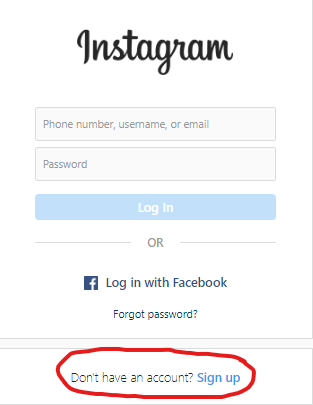 Instagram
Phone number, username, or email
Password
Log In
OR
Log in with Facebook
Forgot password?
Don't have an account? Sign up